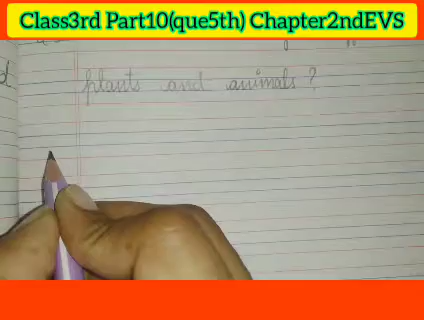 Class3rd Part10(que5th) Chapter2ndEVS
plants and animals ?